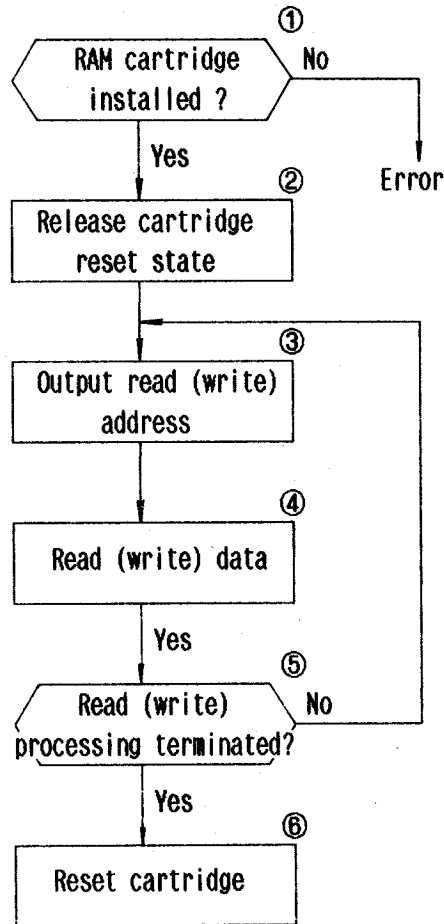 ①
RAM cartridge No
installed ?
Yes
Error
②
Release cartridge
reset state
③
Output read (write)
address
④
Read (write) data
Yes
⑤
Read (write) No
processing terminated?
Yes
⑥
Reset cartridge